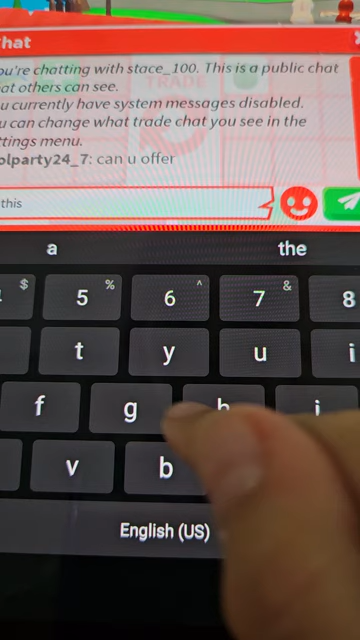 hat
ou're chatting with stace_100. This is a public chat
at others can see.
u currently have system messages disabled.
u can change what trade chat you see in the
ttings menu.
olparty24_7: can u offer
TRADE
this
a the
$ 5 % 6 ^ 7 & 8
t y u i
f g h j
v b
English (US)